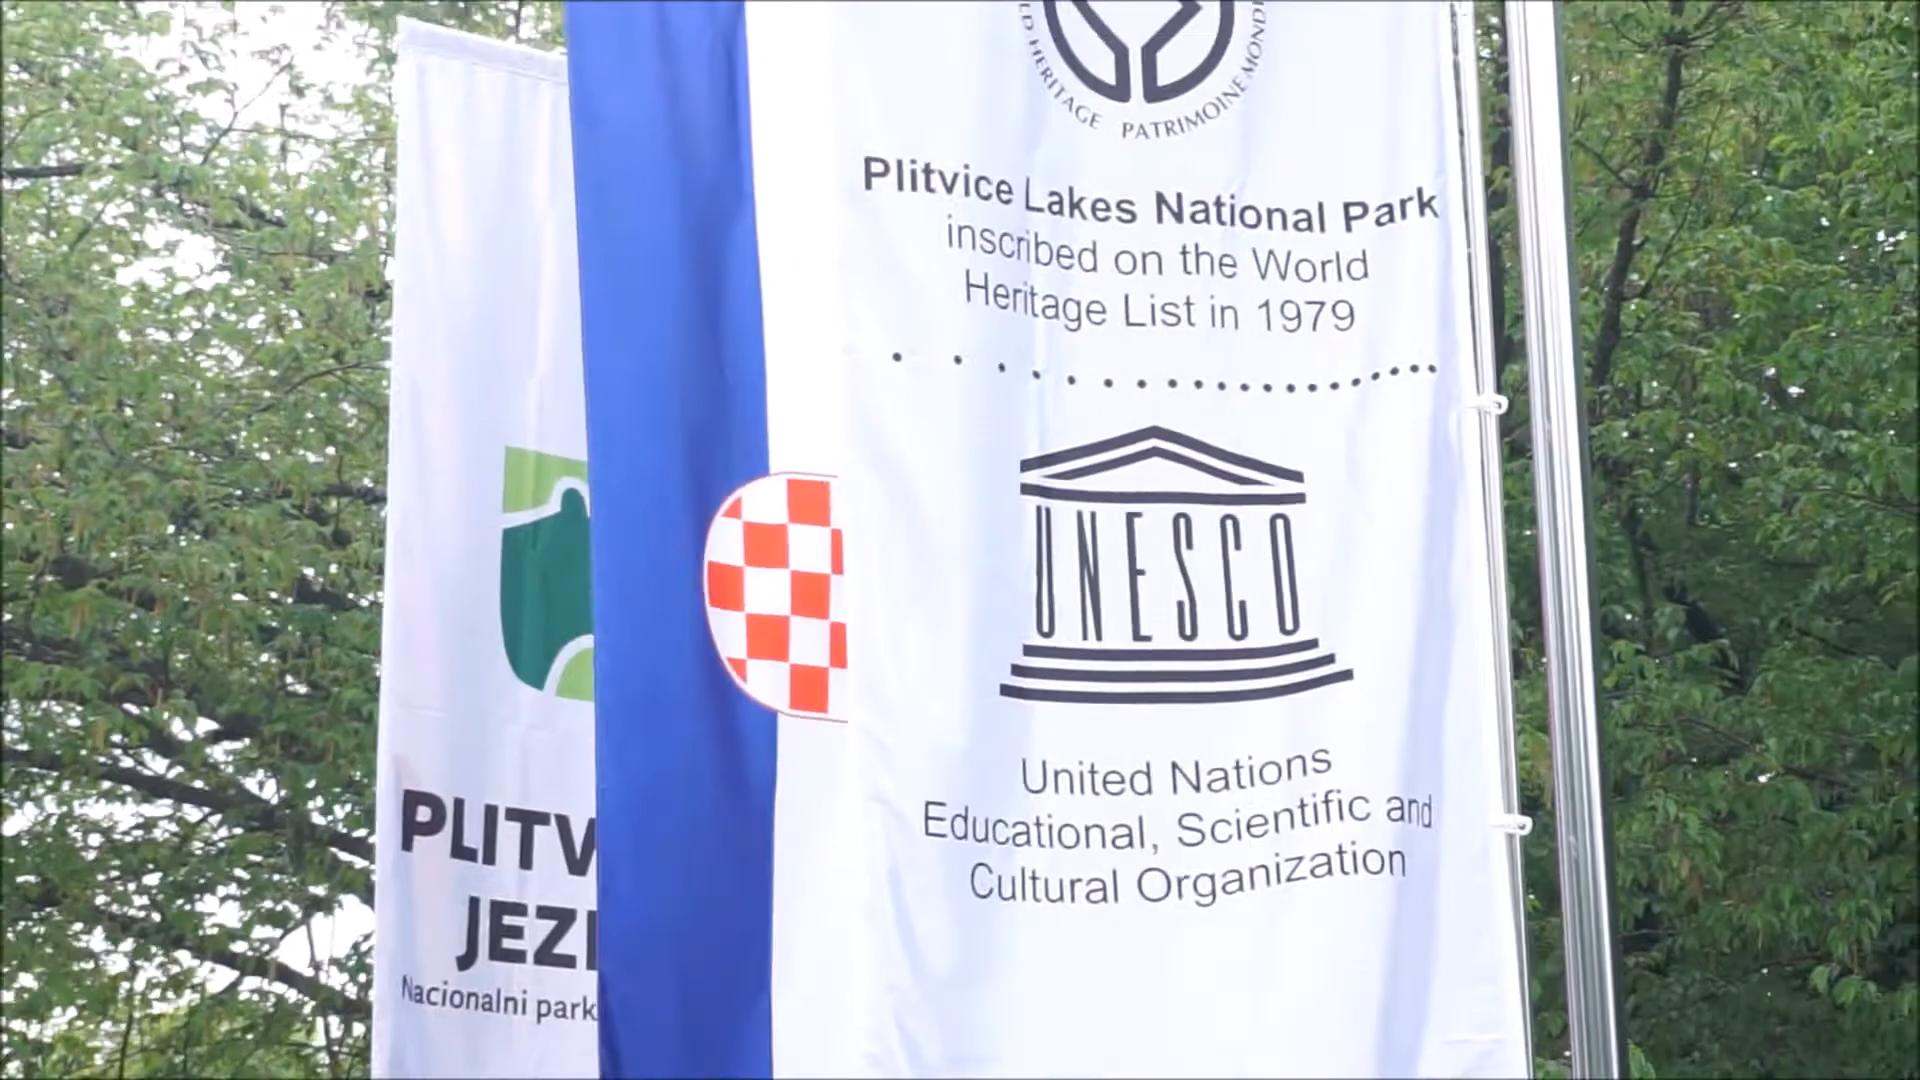 PLITV
JEZI
Nacionalni park
HERITAGE PATRIMOINE
Plitvice Lakes National Park
inscribed on the World
Heritage List in 1979
UNESCO
United Nations
Educational, Scientific and
Cultural Organization